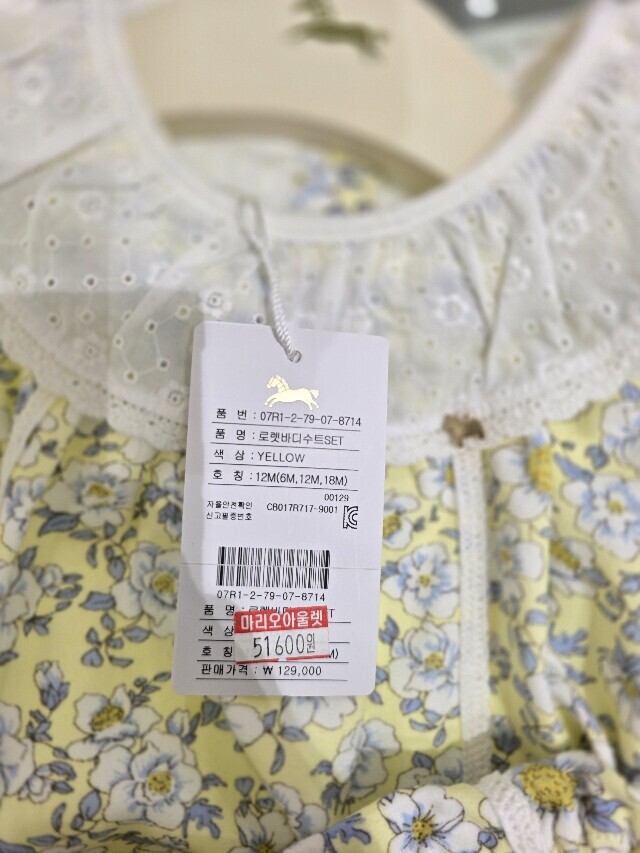 품 번 : 07R1-2-79-07-8714
품 명 : 로렛바디수트SET
색 상 : YELLOW
호 칭 : 12M(6M,12M,18M)
00129
자율안전확인 CB017R717-9001
신고필증번호
07R1-2-79-07-8714
품 명 :
마리오아울렛
색 상
51600원
호 칭 M)
판매가격 : ₩ 129,000